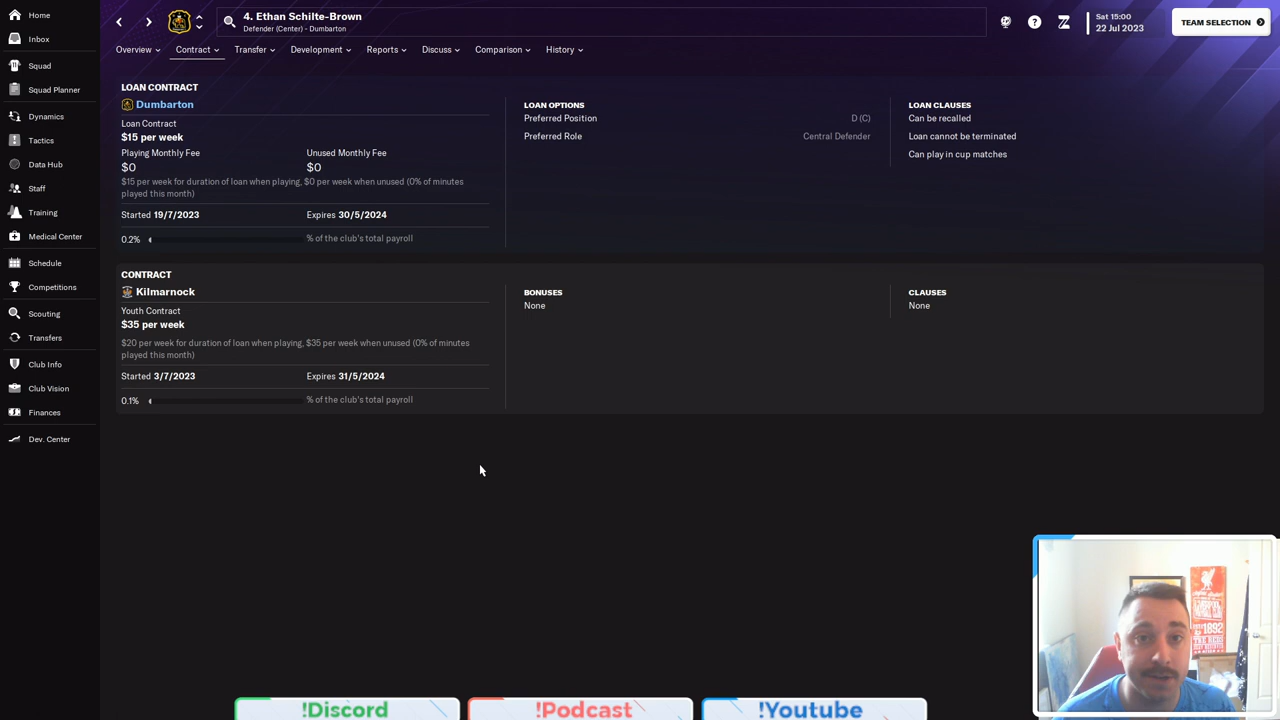 4. Ethan Schilte-Brown
Defender (Center) - Dumbarton
Sat 15:00
22 Jul 2023
TEAM SELECTION
Home
Inbox
Squad
Squad Planner
Dynamics
Tactics
Data Hub
Staff
Training
Medical Center
Schedule
Competitions
Scouting
Transfers
Club Info
Club Vision
Finances
Dev. Center
Overview
Contract
Transfer
Development
Reports
Discuss
Comparison
History
LOAN CONTRACT
Dumbarton
Loan Contract
$15 per week
Playing Monthly Fee
Unused Monthly Fee
$0
$0
$15 per week for duration of loan when playing, $0 per week when unused (0% of minutes
played this month)
Started 19/7/2023
Expires 30/5/2024
0.2%
% of the club's total payroll
LOAN OPTIONS
Preferred Position
D (C)
Preferred Role
Central Defender
LOAN CLAUSES
Can be recalled
Loan cannot be terminated
Can play in cup matches
CONTRACT
Kilmarnock
Youth Contract
$35 per week
$20 per week for duration of loan when playing, $35 per week when unused (0% of minutes
played this month)
Started 3/7/2023
Expires 31/5/2024
0.1%
% of the club's total payroll
BONUSES
None
CLAUSES
None
!Discord
!Podcast
!Youtube
LIVERPOOL
1892